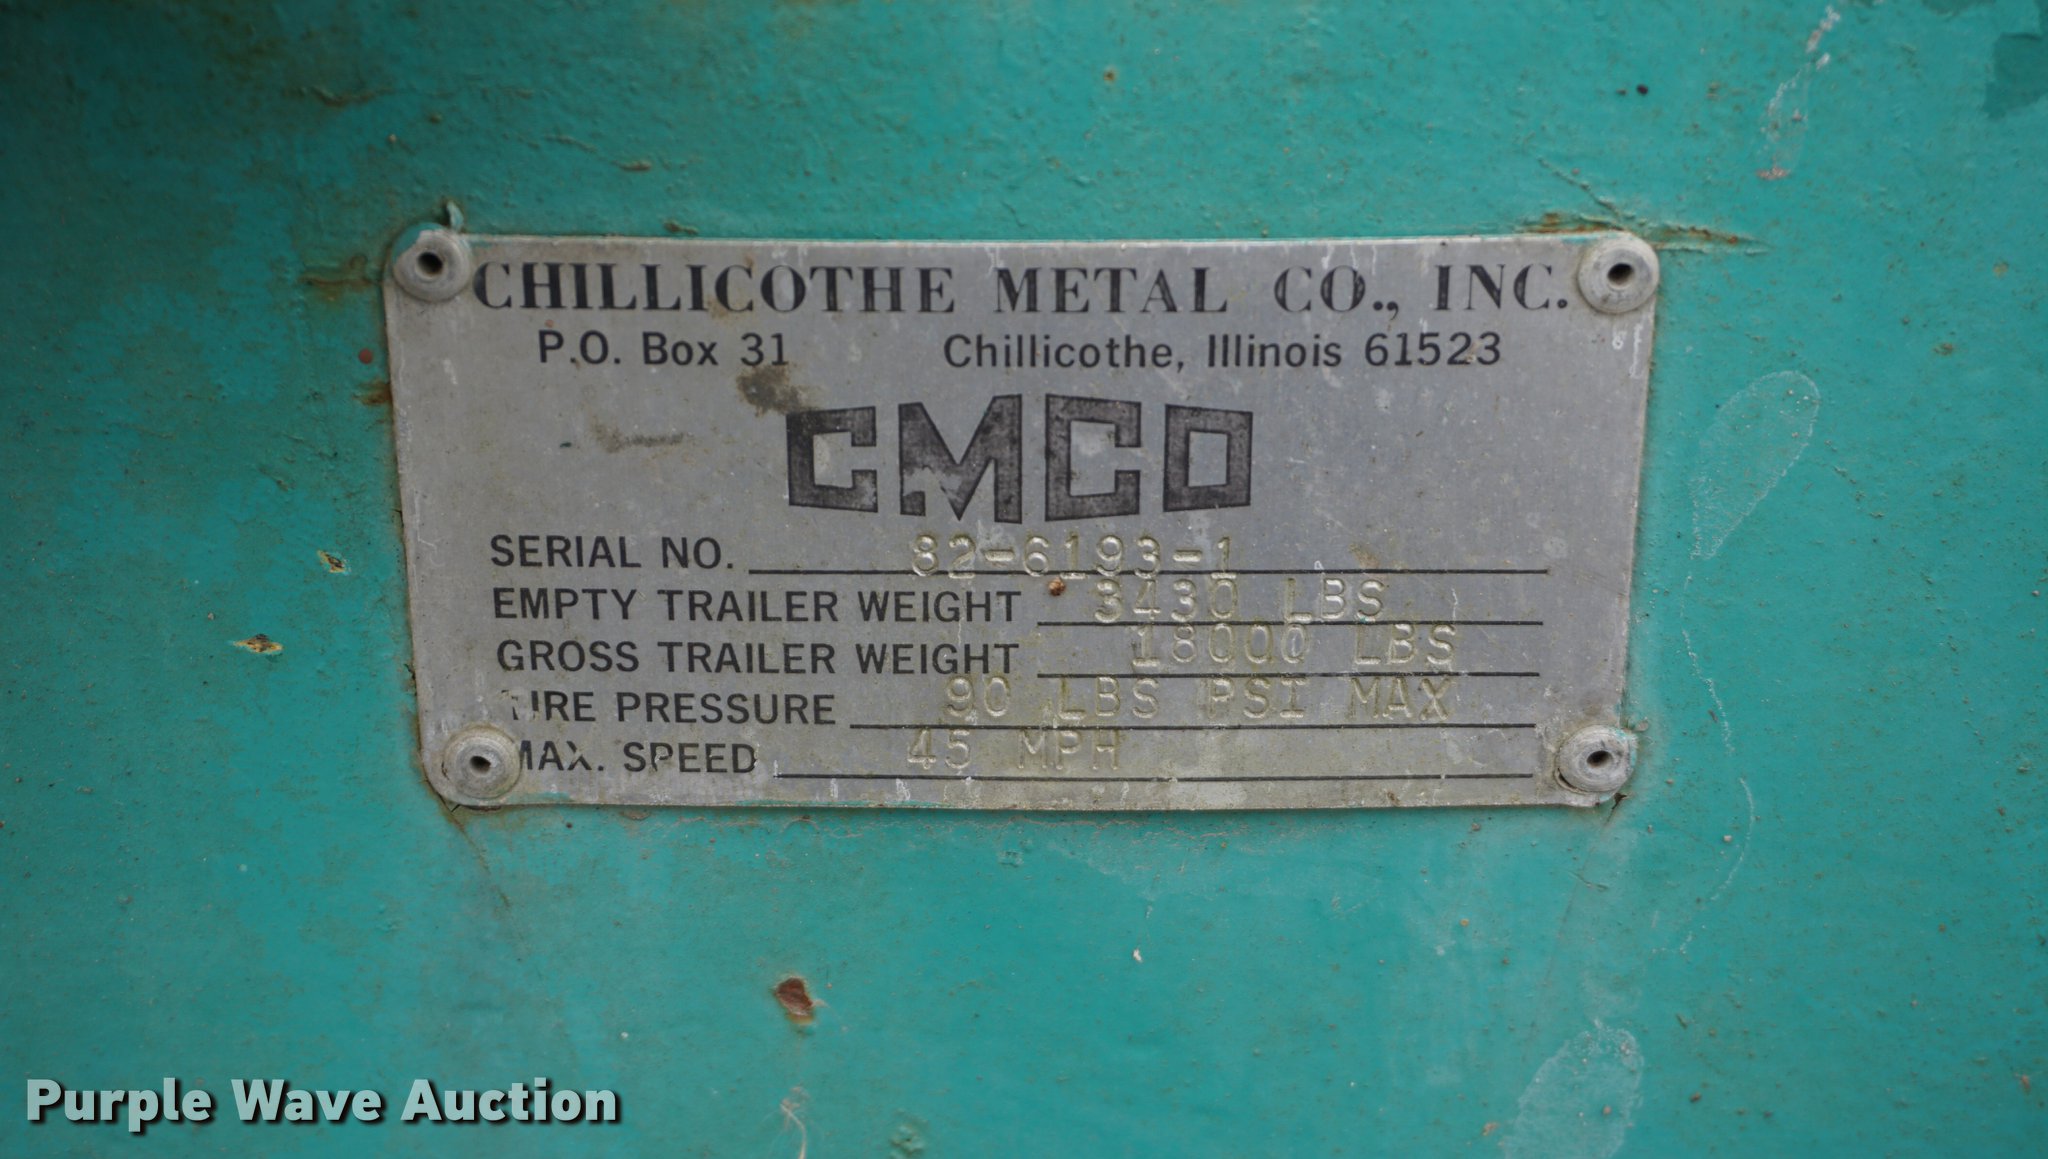 CHILLICOTHE METAL CO., INC.
P.O. Box 31 Chillicothe, Illinois 61523
CMCO
SERIAL NO. 82-6193-1
EMPTY TRAILER WEIGHT 3430 LBS
GROSS TRAILER WEIGHT 18000 LBS
TIRE PRESSURE 90 LBS PSI MAX
MAX. SPEED 45 MPH
Purple Wave Auction